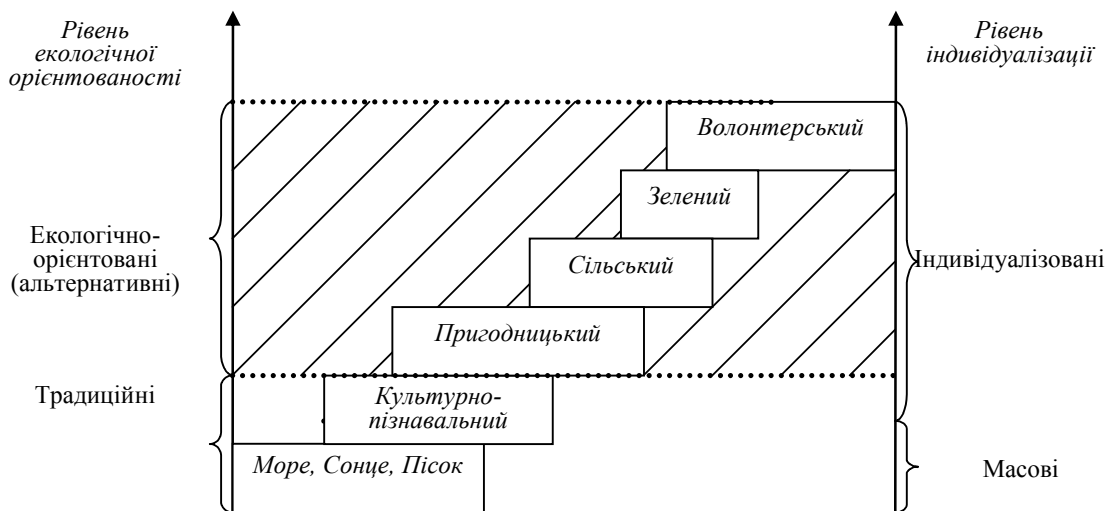 Рівень
екологічної
орієнтованості
Рівень
індивідуалізації
Волонтерський
Зелений
Екологічно-
орієнтовані
(альтернативні)
Сільський
Індивідуалізовані
Пригодницький
Традиційні
Культурно-
пізнавальний
Море, Сонце, Пісок
Масові